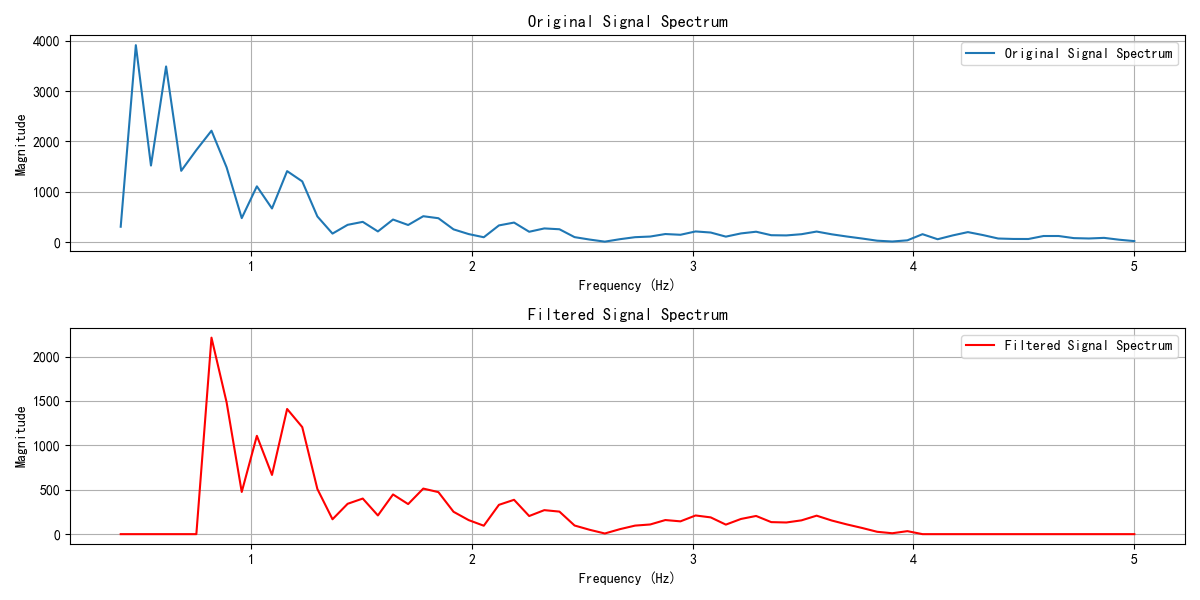 Original Signal Spectrum
4000
3000
2000
1000
0
Magnitude
Original Signal Spectrum
1 2 3 4 5
Frequency (Hz)
Filtered Signal Spectrum
2000
1500
1000
500
0
Magnitude
Filtered Signal Spectrum
1 2 3 4 5
Frequency (Hz)